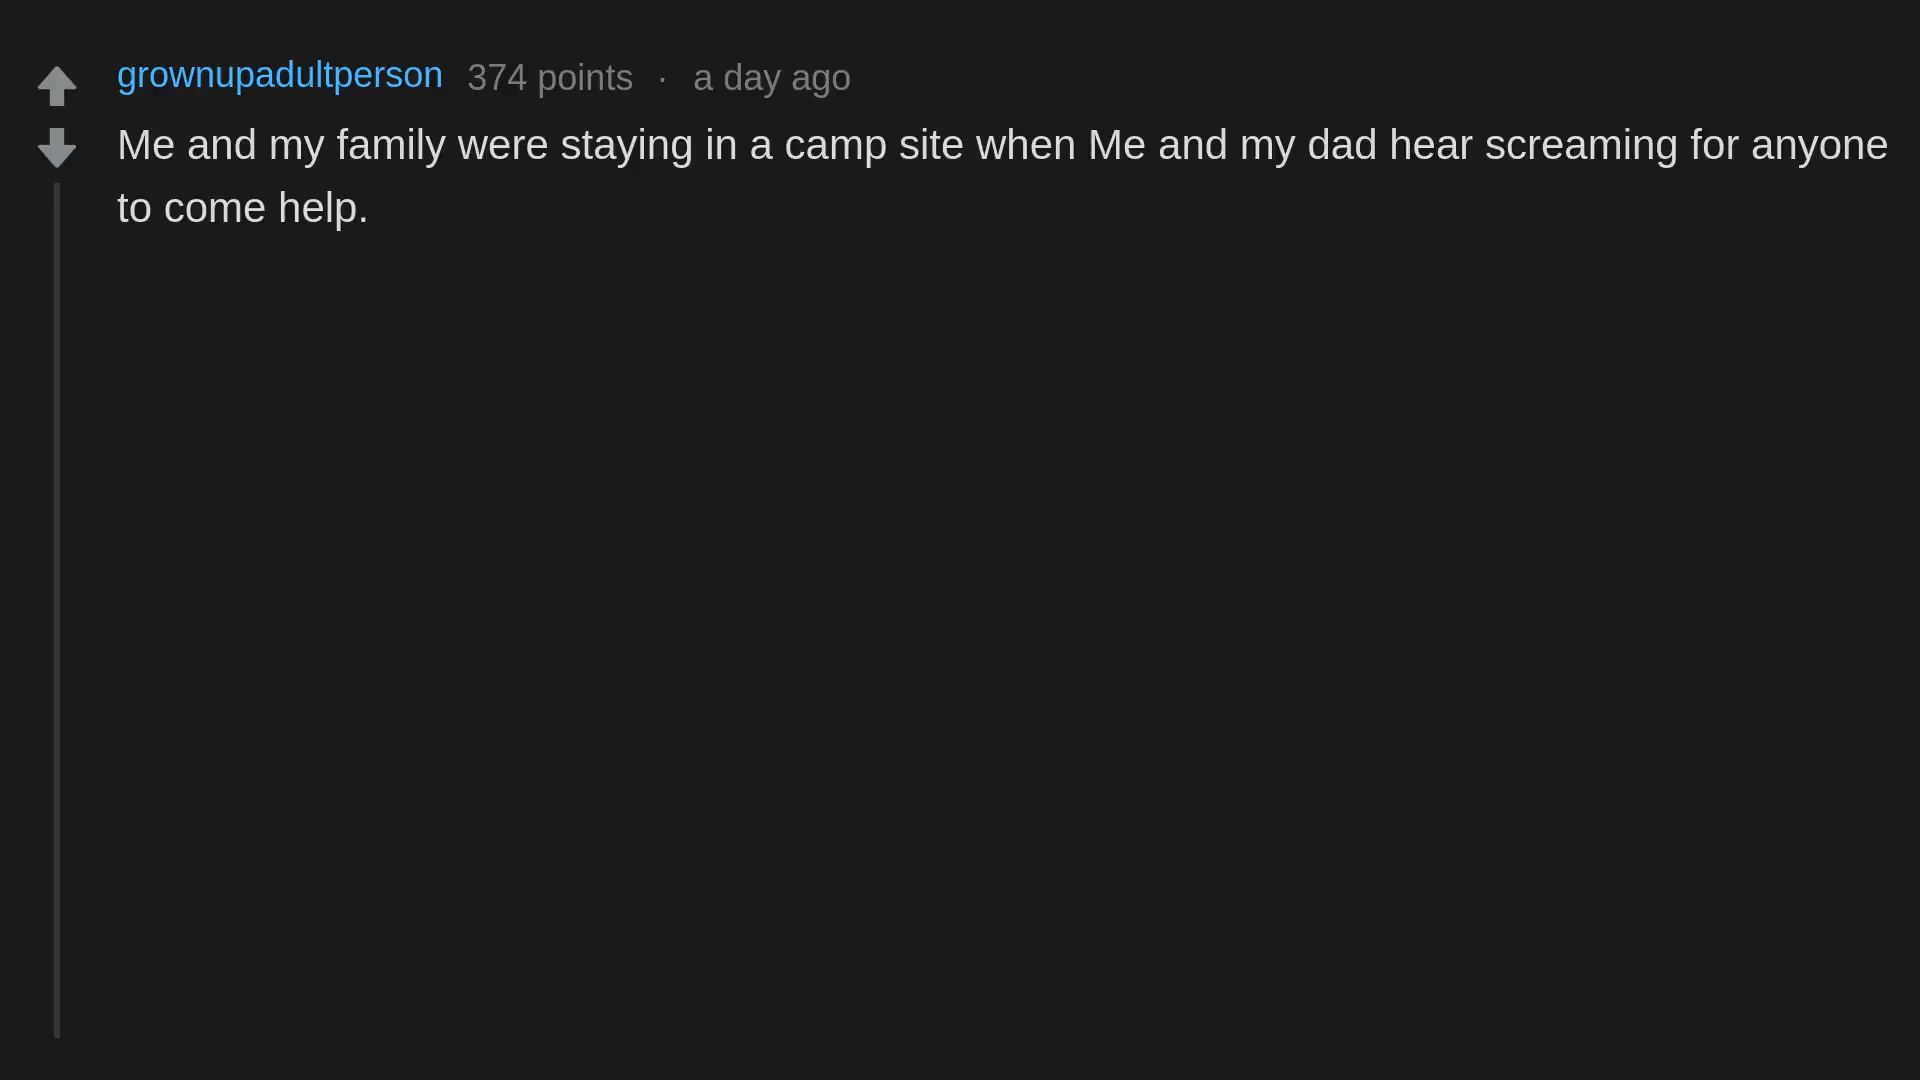 grownupadultperson 374 points · a day ago
Me and my family were staying in a camp site when Me and my dad hear screaming for anyone
to come help.